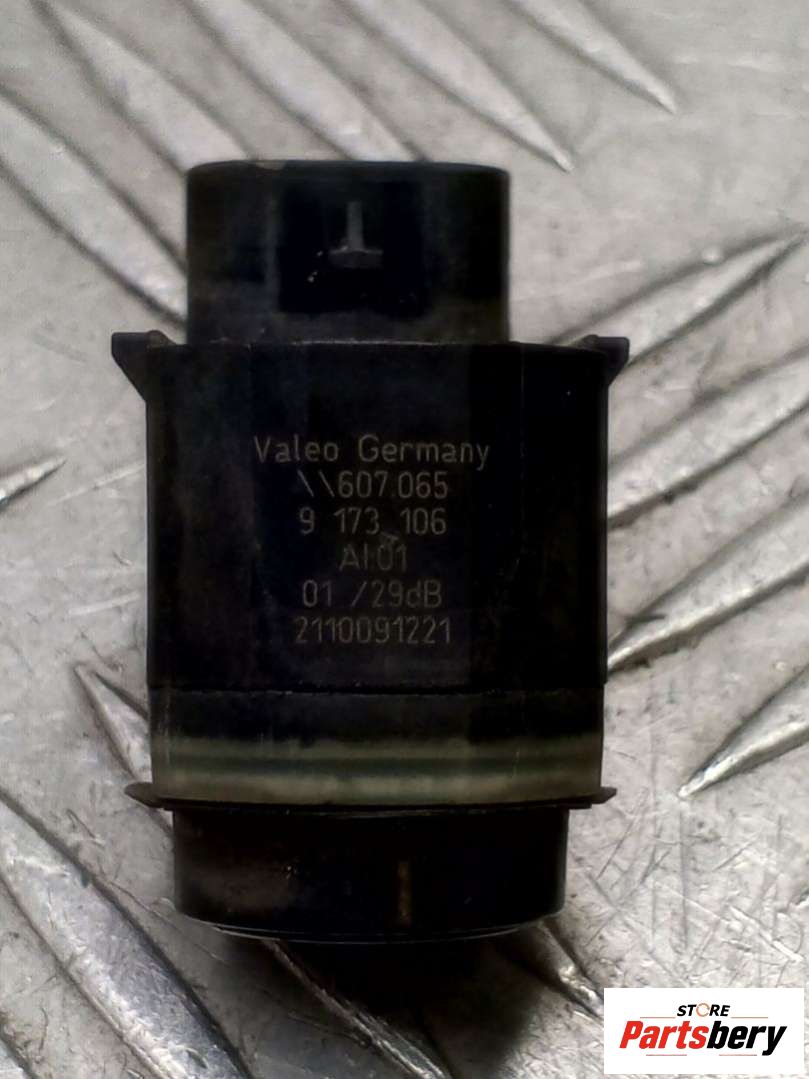 Valeo Germany
\\607.065
9 173 106
AI:01
01 /29dB
2110091221
STORE
Partsbery